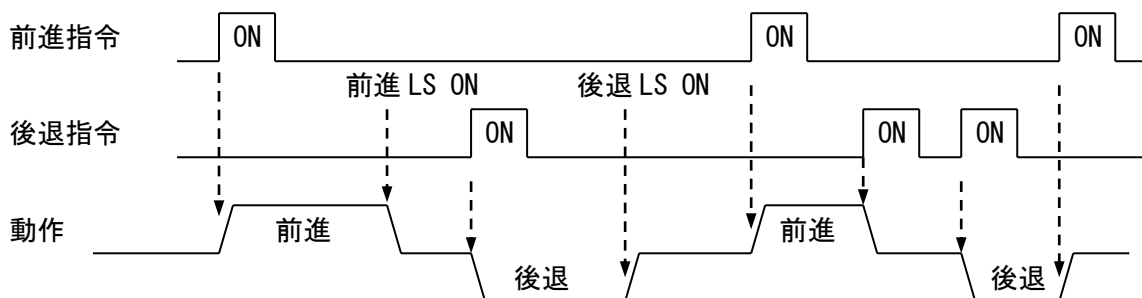 前進指令 ON ON ON
前進 LS ON 後退 LS ON
後退指令 ON ON ON
動作 前進 前進
後退 後退